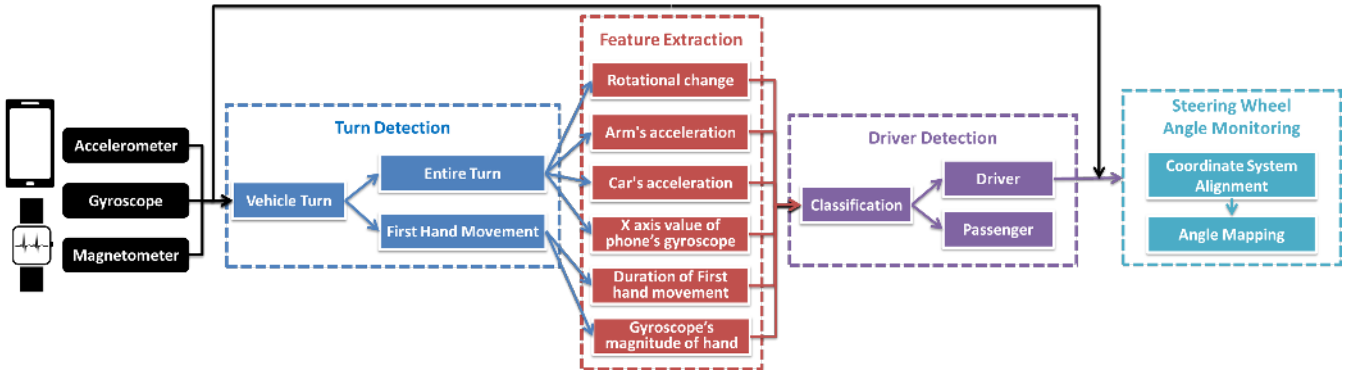 Accelerometer
Gyroscope
Magnetometer
Turn Detection
Vehicle Turn
Entire Turn
First Hand Movement
Feature Extraction
Rotational change
Arm's acceleration
Car's acceleration
X axis value of
phone's gyroscope
Duration of First
hand movement
Gyroscope's
magnitude of hand
Driver Detection
Classification
Driver
Passenger
Steering Wheel
Angle Monitoring
Coordinate System
Alignment
Angle Mapping